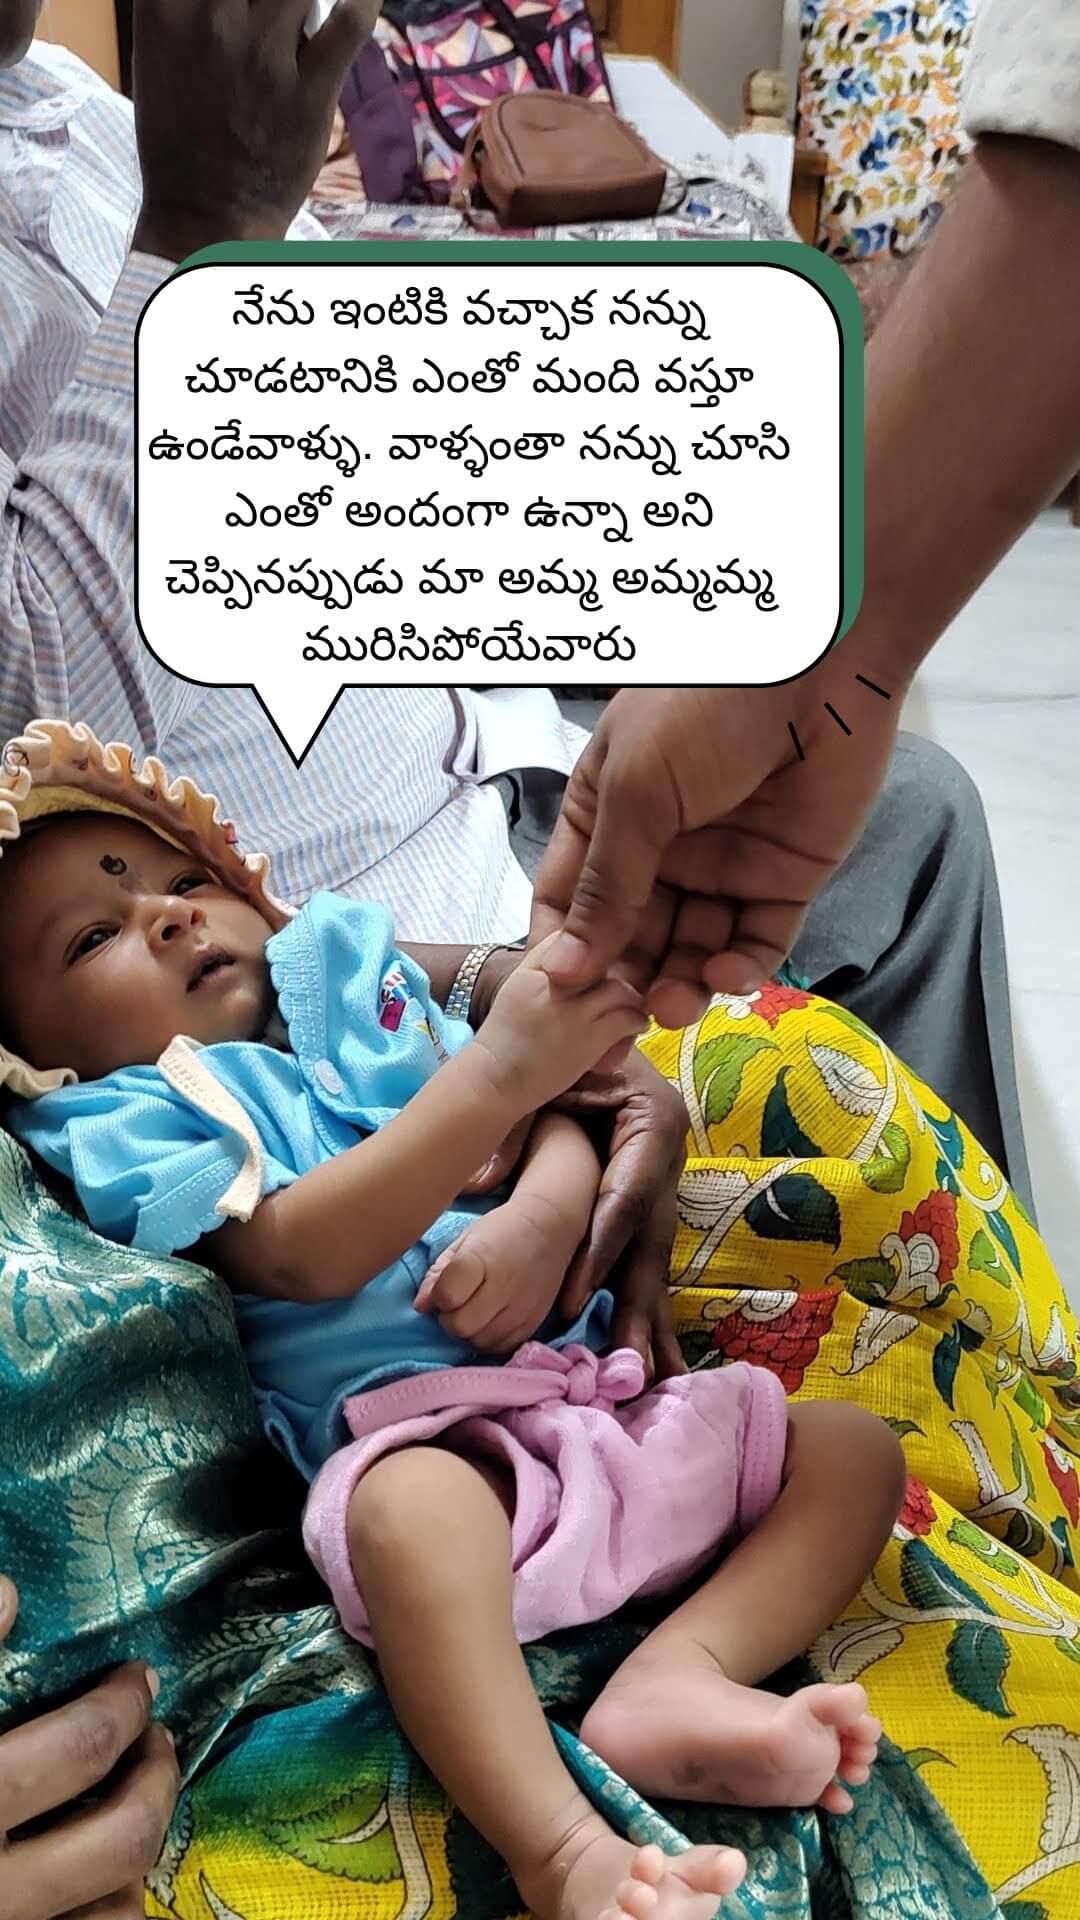 నేను ఇంటికి వచ్చాక నన్ను
చూడటానికి ఎంతో మంది వస్తూ
ఉండేవాళ్ళు. వాళ్ళంతా నన్ను చూసి
ఎంతో అందంగా ఉన్నా అని
చెప్పినప్పుడు మా అమ్మ అమ్మమ్మ
మురిసిపోయేవారు